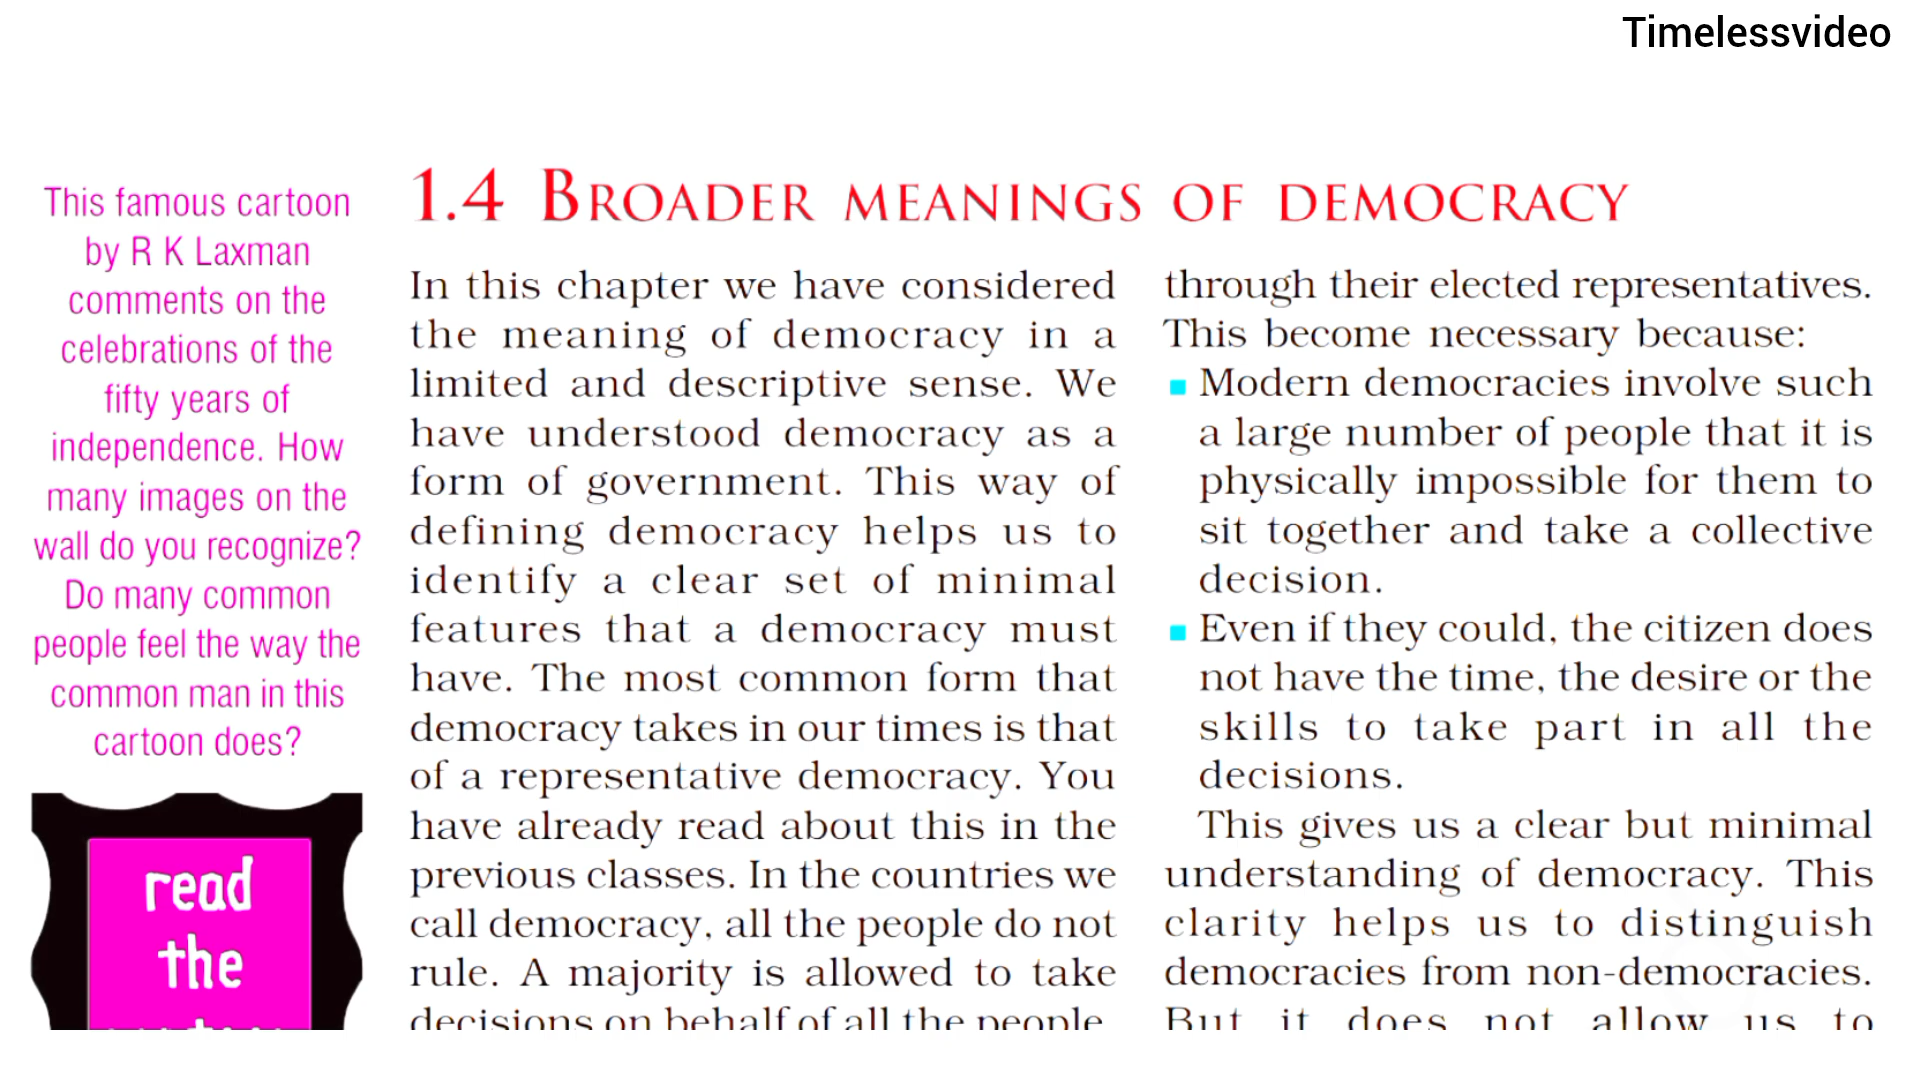 Timelessvideo
This famous cartoon
by R K Laxman
comments on the
celebrations of the
fifty years of
independence. How
many images on the
wall do you recognize?
Do many common
people feel the way the
common man in this
cartoon does?
read
the
1.4 BROADER MEANINGS OF DEMOCRACY
In this chapter we have considered
the meaning of democracy in a
limited and descriptive sense. We
have understood democracy as a
form of government. This way of
defining democracy helps us to
identify a clear set of minimal
features that a democracy must
have. The most common form that
democracy takes in our times is that
of a representative democracy. You
have already read about this in the
previous classes. In the countries we
call democracy, all the people do not
rule. A majority is allowed to take
decisions on behalf of all the people
through their elected representatives.
This become necessary because:
Modern democracies involve such
a large number of people that it is
physically impossible for them to
sit together and take a collective
decision.
Even if they could, the citizen does
not have the time, the desire or the
skills to take part in all the
decisions.
This gives us a clear but minimal
understanding of democracy. This
clarity helps us to distinguish
democracies from non-democracies.
But it does not allow us to